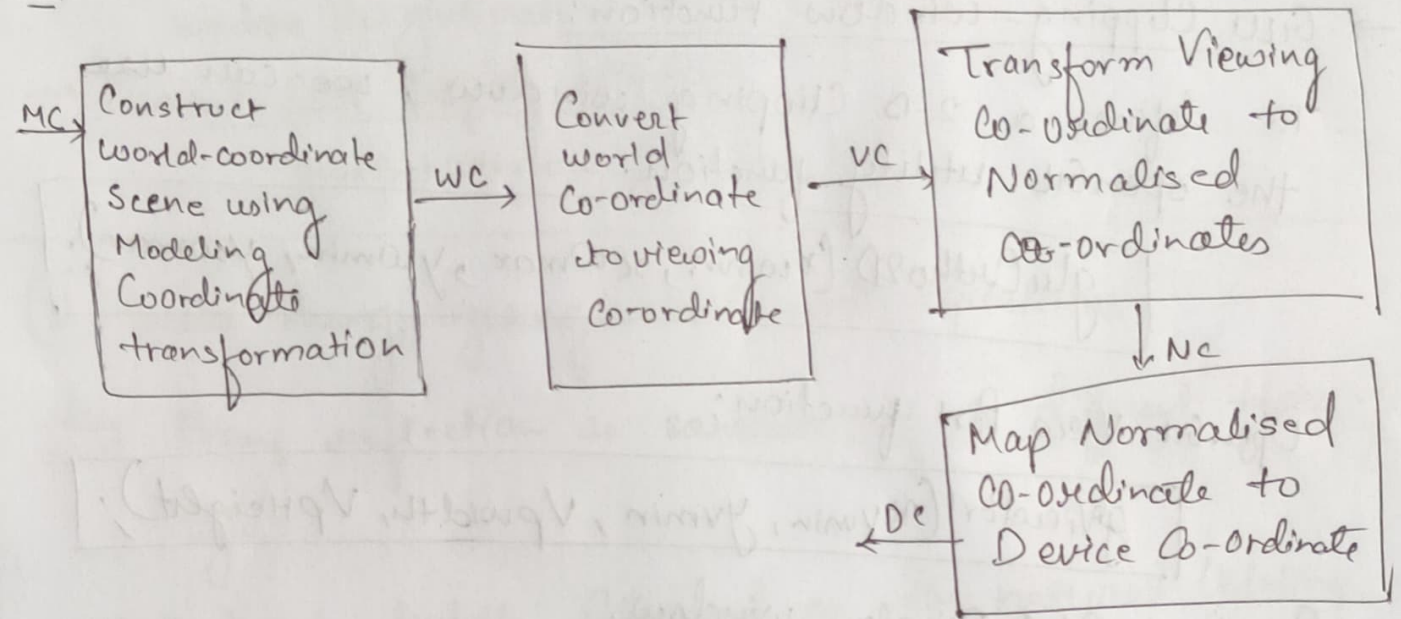 MC
Construct
world-coordinate
Scene using
Modeling
Coordinate
transformation
WC
Convert
world
Co-ordinate
to viewing
Co-ordinate
VC
Transform Viewing
Co-ordinate to
Normalised
Co-ordinates
NC
Map Normalised
Co-ordinate to
Device Co-ordinate
DC